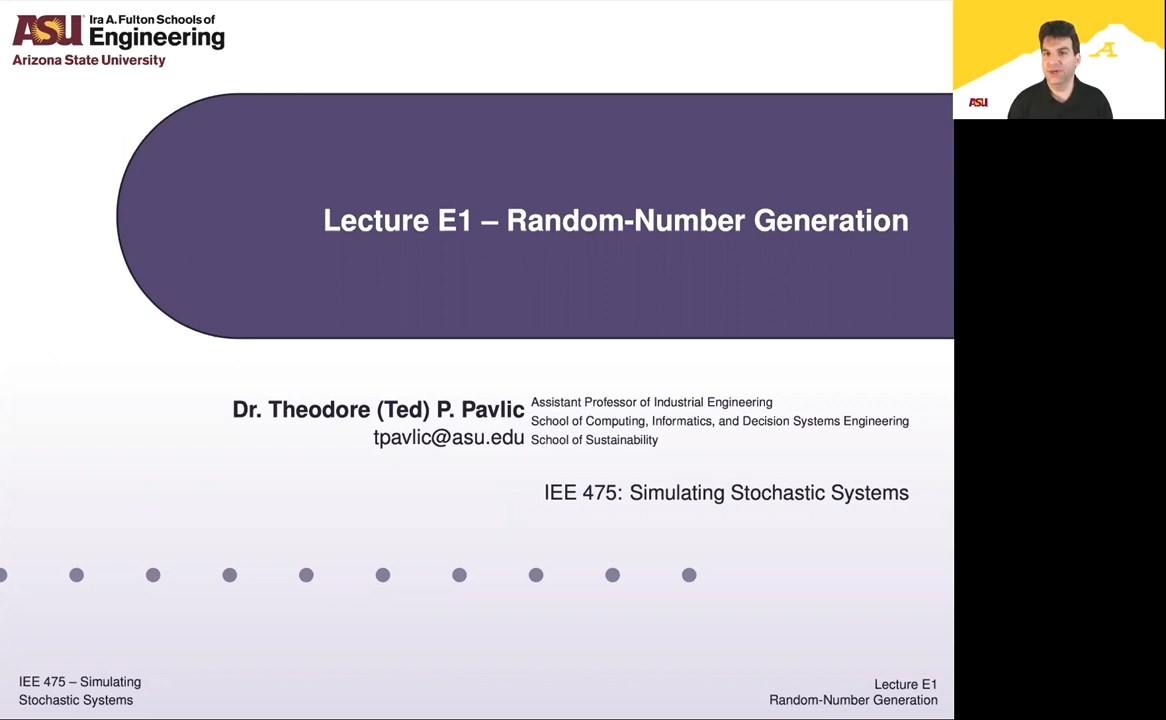 ASU Ira A. Fulton Schools of
Engineering
Arizona State University
A
ASU
Lecture E1 – Random-Number Generation
Dr. Theodore (Ted) P. Pavlic
tpavlic@asu.edu
Assistant Professor of Industrial Engineering
School of Computing, Informatics, and Decision Systems Engineering
School of Sustainability
IEE 475: Simulating Stochastic Systems
IEE 475 – Simulating
Stochastic Systems
Lecture E1
Random-Number Generation